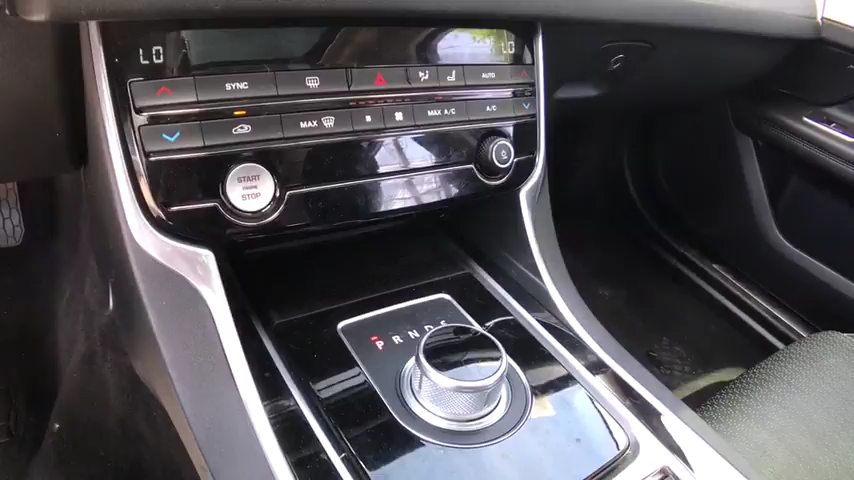 LO LO
SYNC AUTO
MAX MAX A/C A/C
START
ENGINE
STOP
P R N D S